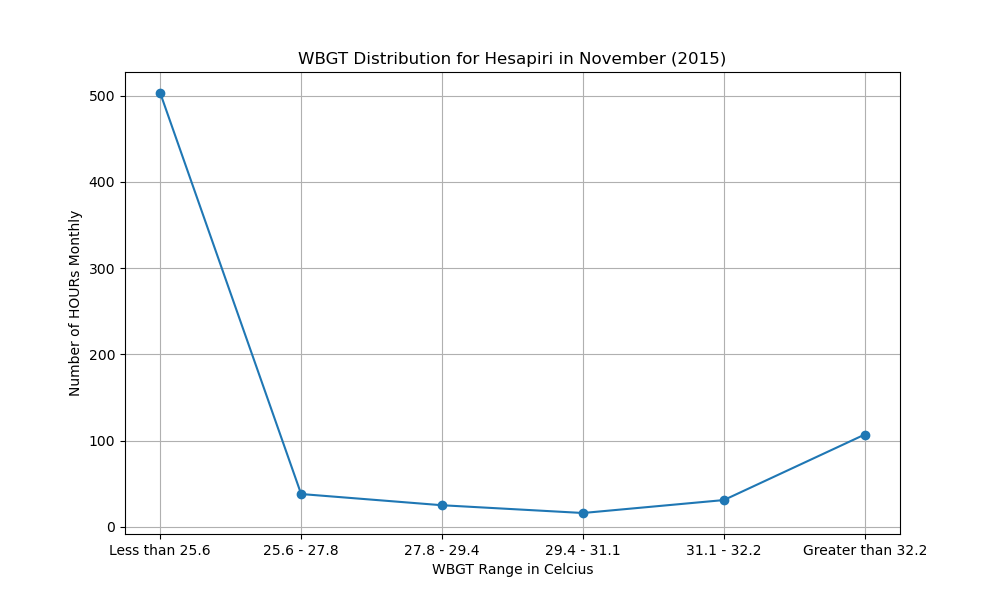 WBGT Distribution for Hesapiri in November (2015)
Number of HOURs Monthly
500
400
300
200
100
0
Less than 25.6 25.6 - 27.8 27.8 - 29.4 29.4 - 31.1 31.1 - 32.2 Greater than 32.2
WBGT Range in Celcius